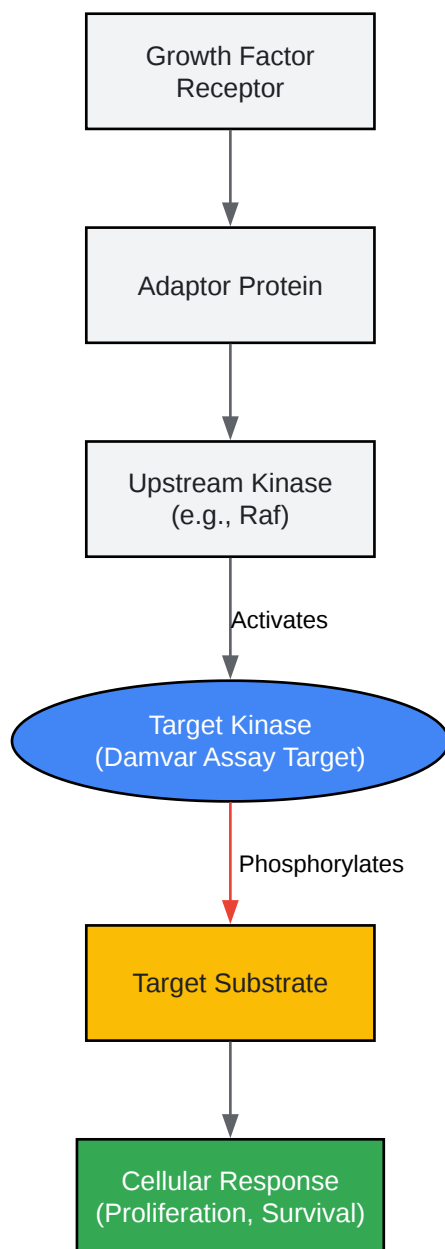 Growth Factor
Receptor
Adaptor Protein
Upstream Kinase
(e.g., Raf)
Activates
Target Kinase
(Damvar Assay Target)
Phosphorylates
Target Substrate
Cellular Response
(Proliferation, Survival)